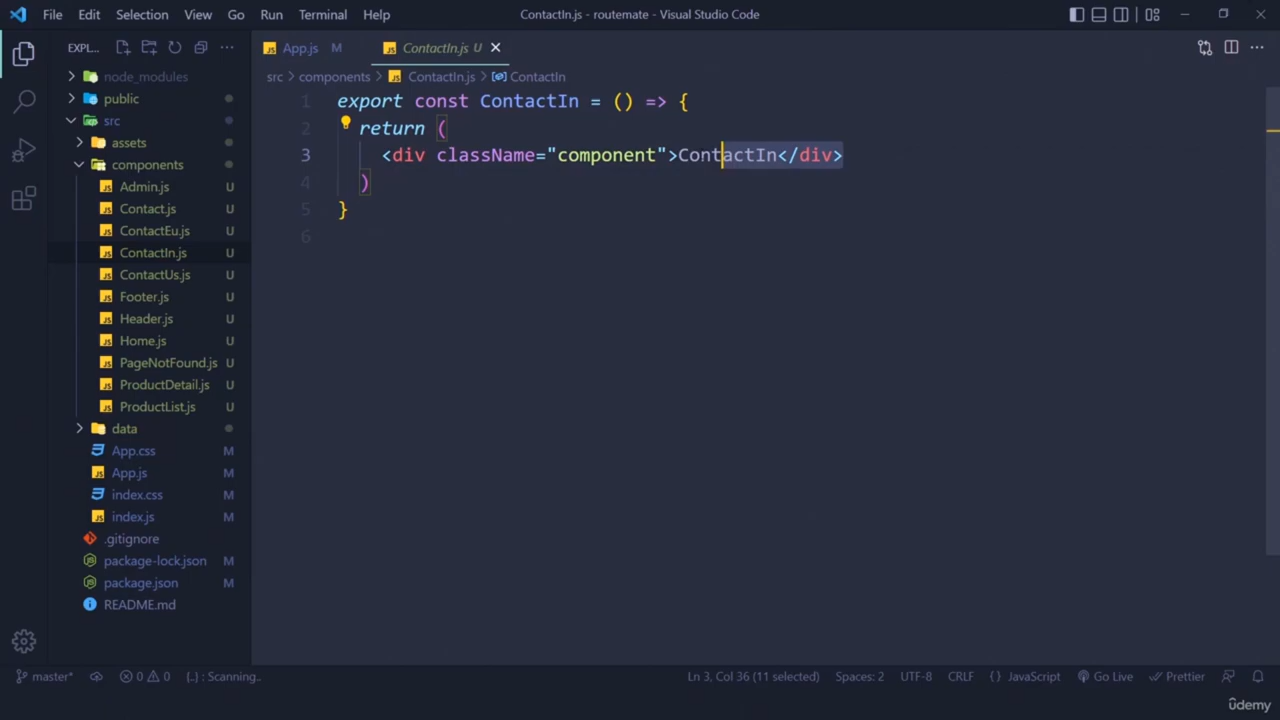 File Edit Selection View Go Run Terminal Help ContactIn.js - routemate - Visual Studio Code
EXPL... ···
App.js M ContactIn.js U
src > components > ContactIn.js > ContactIn
node_modules
public
src
assets
components
Admin.js U
Contact.js U
ContactEu.js U
ContactIn.js U
ContactUs.js U
Footer.js U
Header.js U
Home.js U
PageNotFound.js U
ProductDetail.js U
ProductList.js U
data
App.css M
App.js M
index.css M
index.js M
.gitignore
package-lock.json M
package.json M
README.md
1 export const ContactIn = () => {
2 return (
3 <div className="component">ContactIn</div>
4 )
5 }
6
master* 0 0 {..} : Scanning.. Ln 3, Col 36 (11 selected) Spaces: 2 UTF-8 CRLF {} JavaScript Go Live Prettier
ûdemy